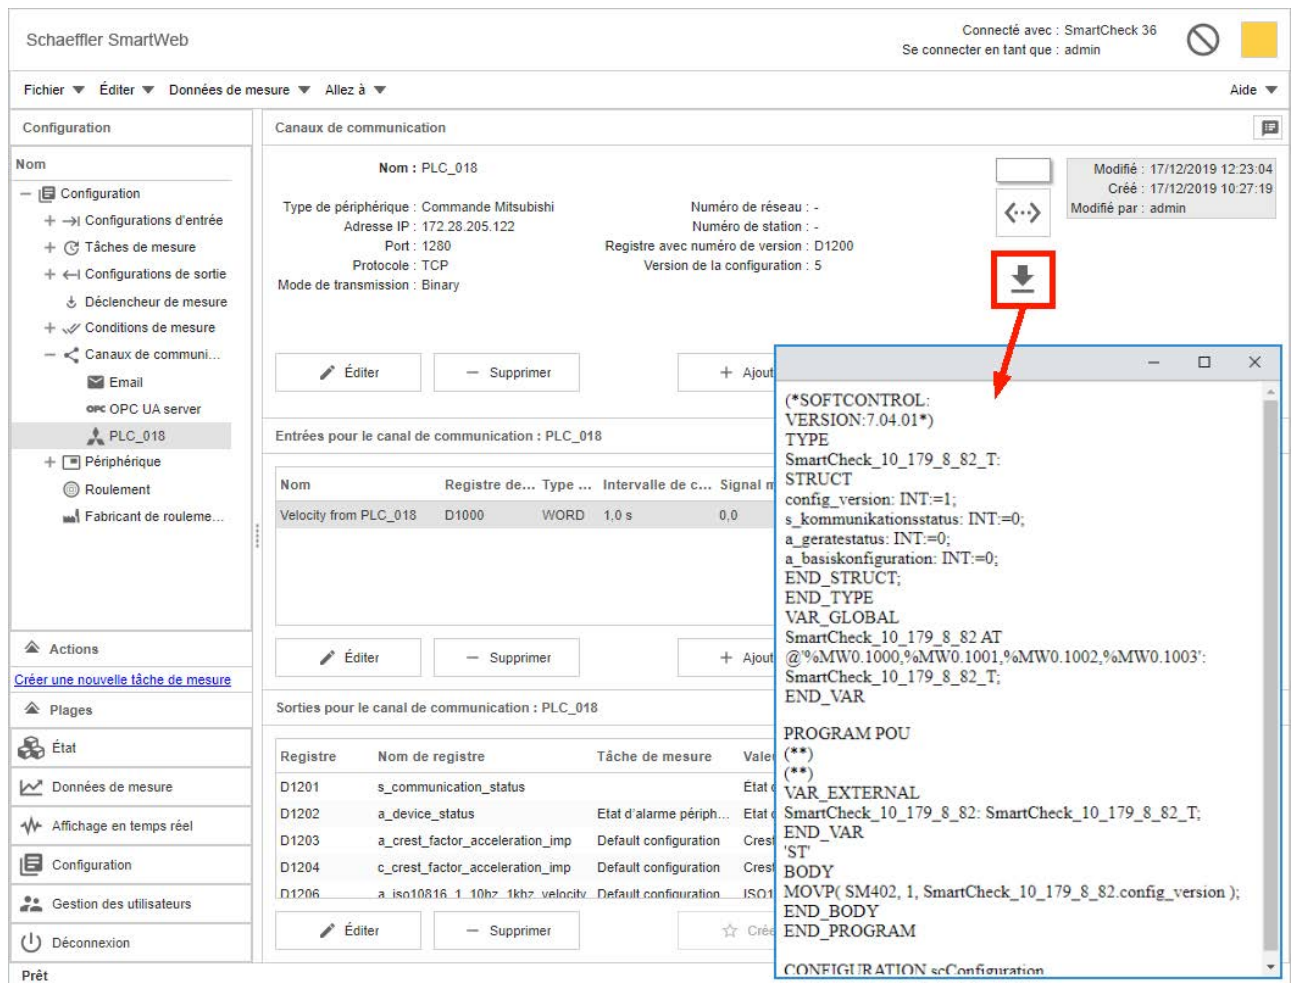 Schaeffler SmartWeb
Connecté avec : SmartCheck 36
Se connecter en tant que : admin
Fichier Éditer Données de mesure Allez à Aide
Configuration
Nom
Configuration
Configurations d'entrée
Tâches de mesure
Configurations de sortie
Déclencheur de mesure
Conditions de mesure
Canaux de communi...
Email
OPC OPC UA server
PLC_018
Périphérique
Roulement
Fabricant de rouleme...
Actions
Créer une nouvelle tâche de mesure
Plages
État
Données de mesure
Affichage en temps réel
Configuration
Gestion des utilisateurs
Déconnexion
Prêt
Canaux de communication
Nom : PLC_018
Type de périphérique : Commande Mitsubishi
Adresse IP : 172.28.205.122
Port : 1280
Protocole : TCP
Mode de transmission : Binary
Numéro de réseau : -
Numéro de station : -
Registre avec numéro de version : D1200
Version de la configuration : 5
Modifié : 17/12/2019 12:23:04
Créé : 17/12/2019 10:27:19
Modifié par : admin
Éditer — Supprimer + Ajout
Entrées pour le canal de communication : PLC_018
Nom Registre de... Type ... Intervalle de c... Signal m
Velocity from PLC_018 D1000 WORD 1,0 s 0,0
Éditer — Supprimer + Ajout
Sorties pour le canal de communication : PLC_018
Registre Nom de registre Tâche de mesure Vale
D1201 s_communication_status État
D1202 a_device_status Etat d'alarme périph... Etat
D1203 a_crest_factor_acceleration_imp Default configuration Crest
D1204 c_crest_factor_acceleration_imp Default configuration Crest
D1206 a_iso10816_1_10hz_1khz_velocity Default configuration ISO1
Éditer — Supprimer Crée
(*SOFTCONTROL:
VERSION:7.04.01*)
TYPE
SmartCheck_10_179_8_82_T:
STRUCT
config_version: INT:=1;
s_kommunikationsstatus: INT:=0;
a_geratestatus: INT:=0;
a_basiskonfiguration: INT:=0;
END_STRUCT;
END_TYPE
VAR_GLOBAL
SmartCheck_10_179_8_82 AT
@'%MW0.1000,%MW0.1001,%MW0.1002,%MW0.1003':
SmartCheck_10_179_8_82_T;
END_VAR
PROGRAM POU
(**)
(**)
VAR_EXTERNAL
SmartCheck_10_179_8_82: SmartCheck_10_179_8_82_T;
END_VAR
'ST'
BODY
MOVP( SM402, 1, SmartCheck_10_179_8_82.config_version );
END_BODY
END_PROGRAM
CONFIGURATION scConfiguration